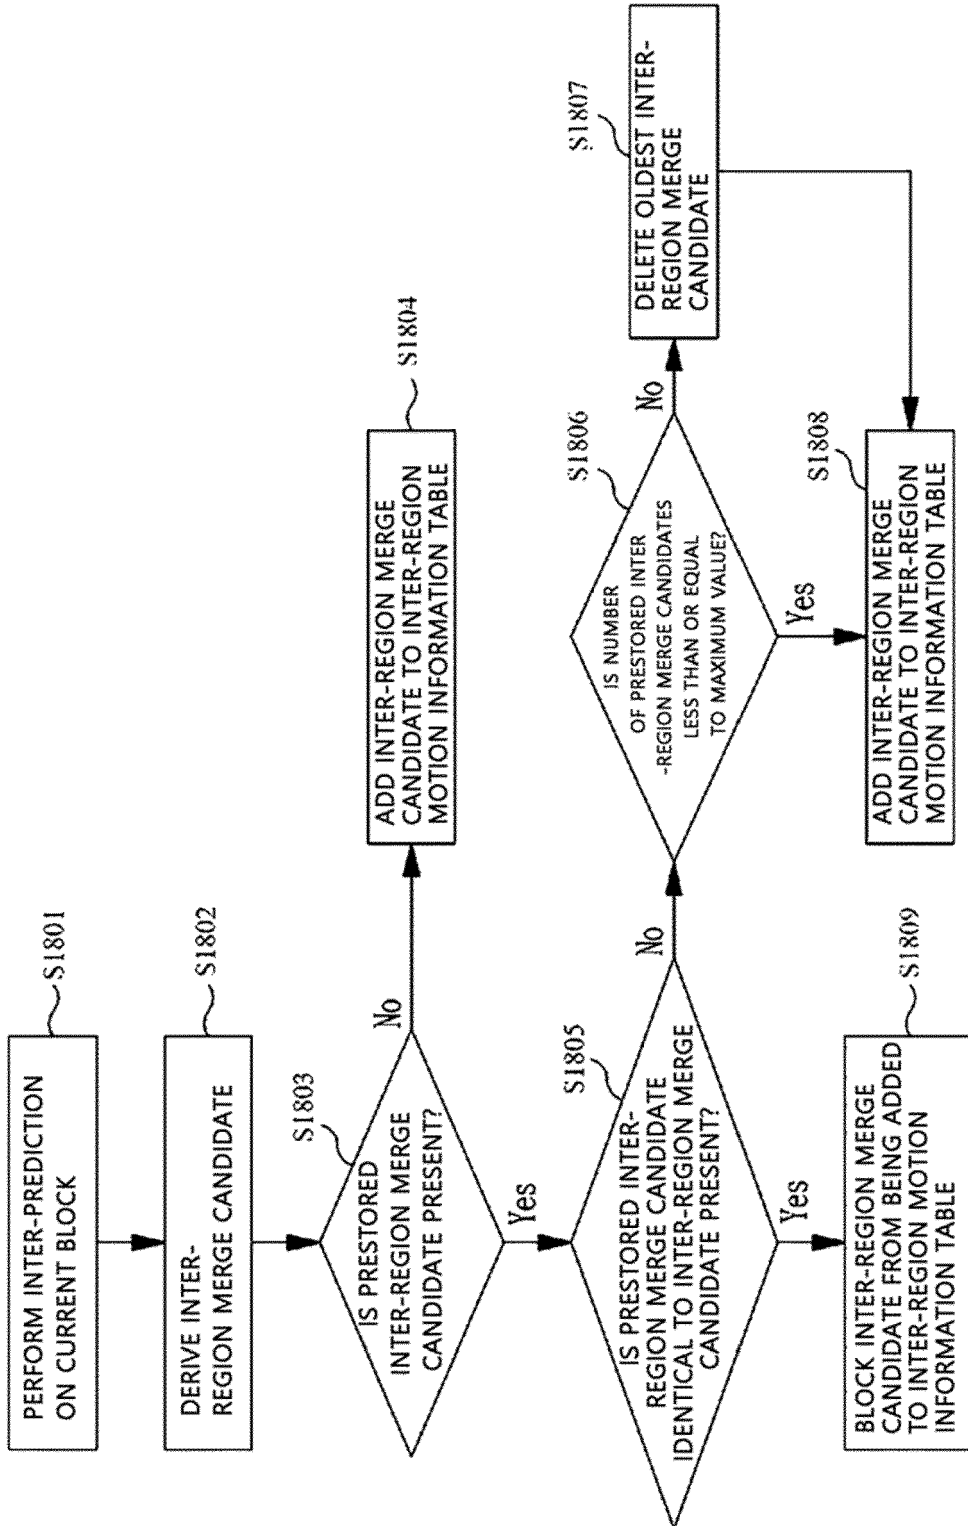 PERFORM INTER-PREDICTION
ON CURRENT BLOCK
S1801
DERIVE INTER-
REGION MERGE CANDIDATE
S1802
IS PRESTORED
INTER-REGION MERGE
CANDIDATE PRESENT?
S1803
No
Yes
ADD INTER-REGION MERGE
CANDIDATE TO INTER-REGION
MOTION INFORMATION TABLE
S1804
IS PRESTORED INTER-
REGION MERGE CANDIDATE
IDENTICAL TO INTER-REGION MERGE
CANDIDATE PRESENT?
S1805
No
Yes
IS NUMBER
OF PRESTORED INTER
-REGION MERGE CANDIDATES
LESS THAN OR EQUAL
TO MAXIMUM VALUE?
S1806
No
Yes
DELETE OLDEST INTER-
REGION MERGE
CANDIDATE
S1807
ADD INTER-REGION MERGE
CANDIDATE TO INTER-REGION
MOTION INFORMATION TABLE
S1808
BLOCK INTER-REGION MERGE
CANDIDATE FROM BEING ADDED
TO INTER-REGION MOTION
INFORMATION TABLE
S1809